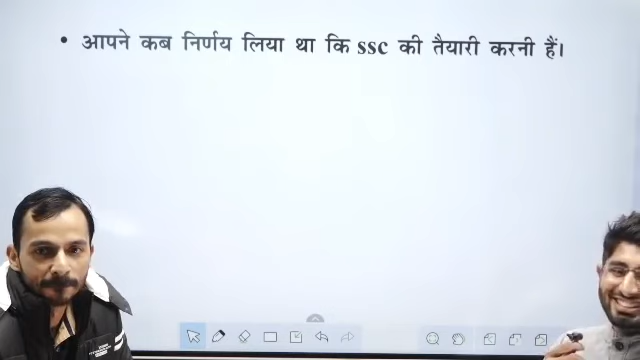 • आपने कब निर्णय लिया था कि ssc की तैयारी करनी हैं।